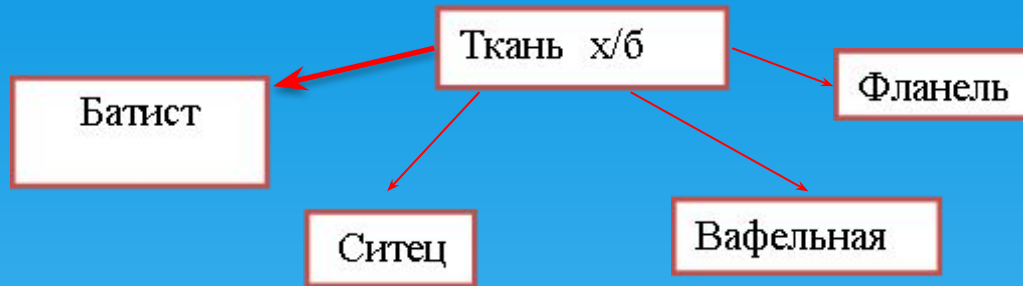 Ткань х/б
Батист
Фланель
Ситец
Вафельная